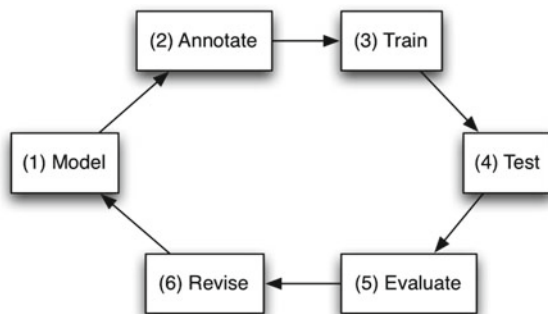 (1) Model
(2) Annotate
(3) Train
(4) Test
(5) Evaluate
(6) Revise